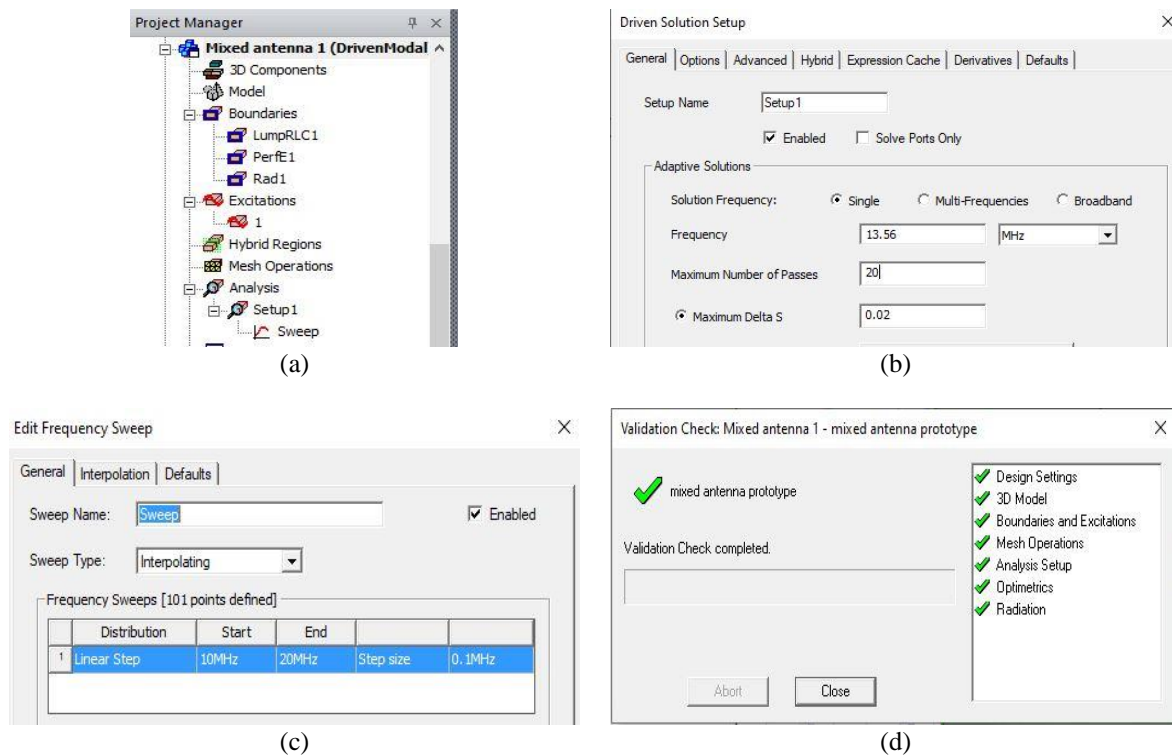 Project Manager
Mixed antenna 1 (DrivenModal
3D Components
Model
Boundaries
LumpRLC1
PerfE1
Rad1
Excitations
1
Hybrid Regions
Mesh Operations
Analysis
Setup1
Sweep
(a)
Driven Solution Setup
General Options Advanced Hybrid Expression Cache Derivatives Defaults
Setup Name Setup1
Enabled Solve Ports Only
Adaptive Solutions
Solution Frequency: Single Multi-Frequencies Broadband
Frequency 13.56 MHz
Maximum Number of Passes 20
Maximum Delta S 0.02
(b)
Edit Frequency Sweep
General Interpolation Defaults
Sweep Name: Sweep Enabled
Sweep Type: Interpolating
Frequency Sweeps [101 points defined]
Distribution Start End
1 Linear Step 10MHz 20MHz Step size 0.1MHz
(c)
Validation Check: Mixed antenna 1 - mixed antenna prototype
mixed antenna prototype
Validation Check completed.
Abort Close
Design Settings
3D Model
Boundaries and Excitations
Mesh Operations
Analysis Setup
Optimetrics
Radiation
(d)